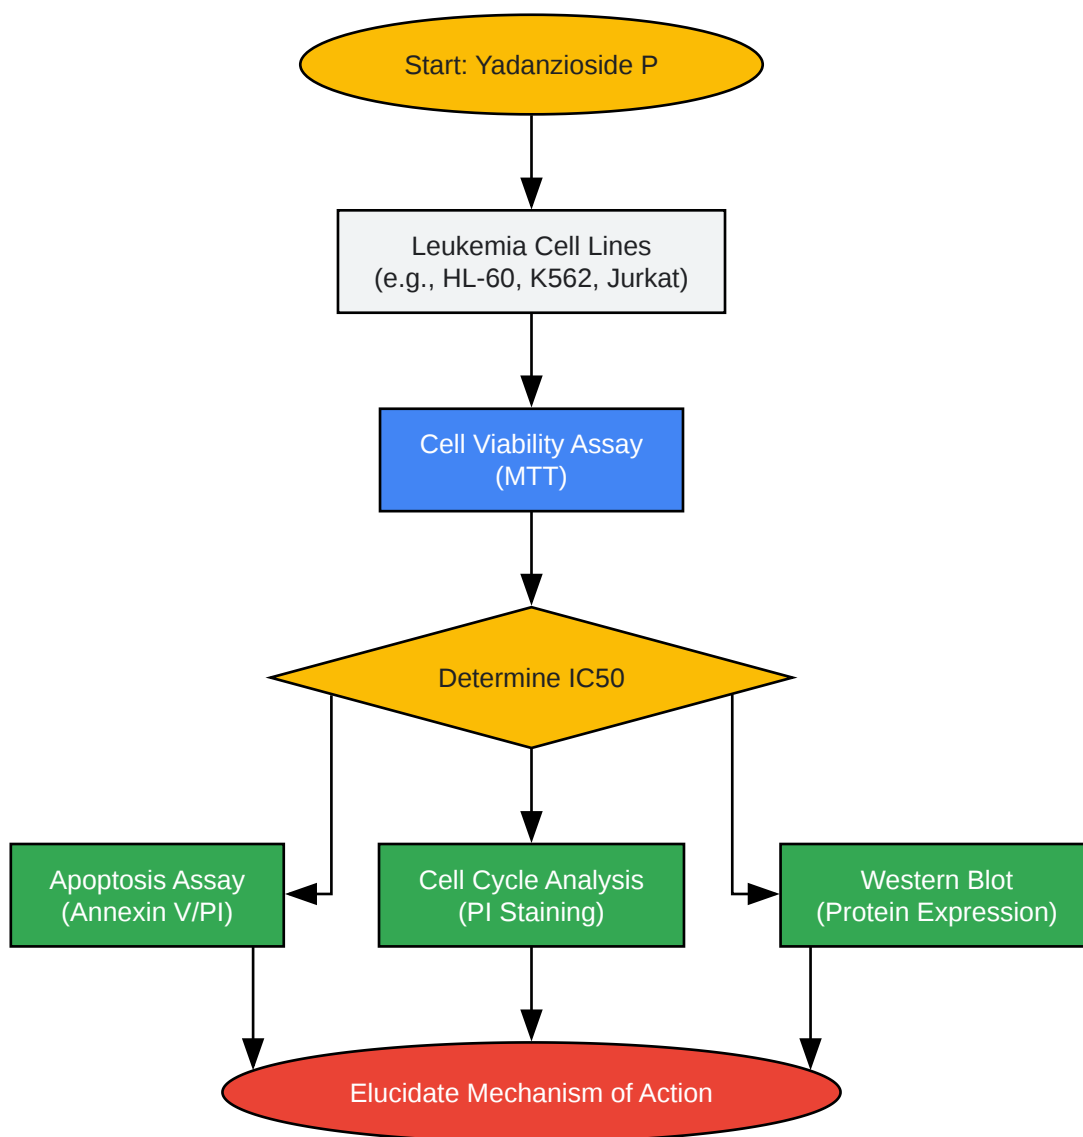 Start: Yadanzioside P
Leukemia Cell Lines
(e.g., HL-60, K562, Jurkat)
Cell Viability Assay
(MTT)
Determine IC50
Apoptosis Assay
(Annexin V/PI)
Cell Cycle Analysis
(PI Staining)
Western Blot
(Protein Expression)
Elucidate Mechanism of Action